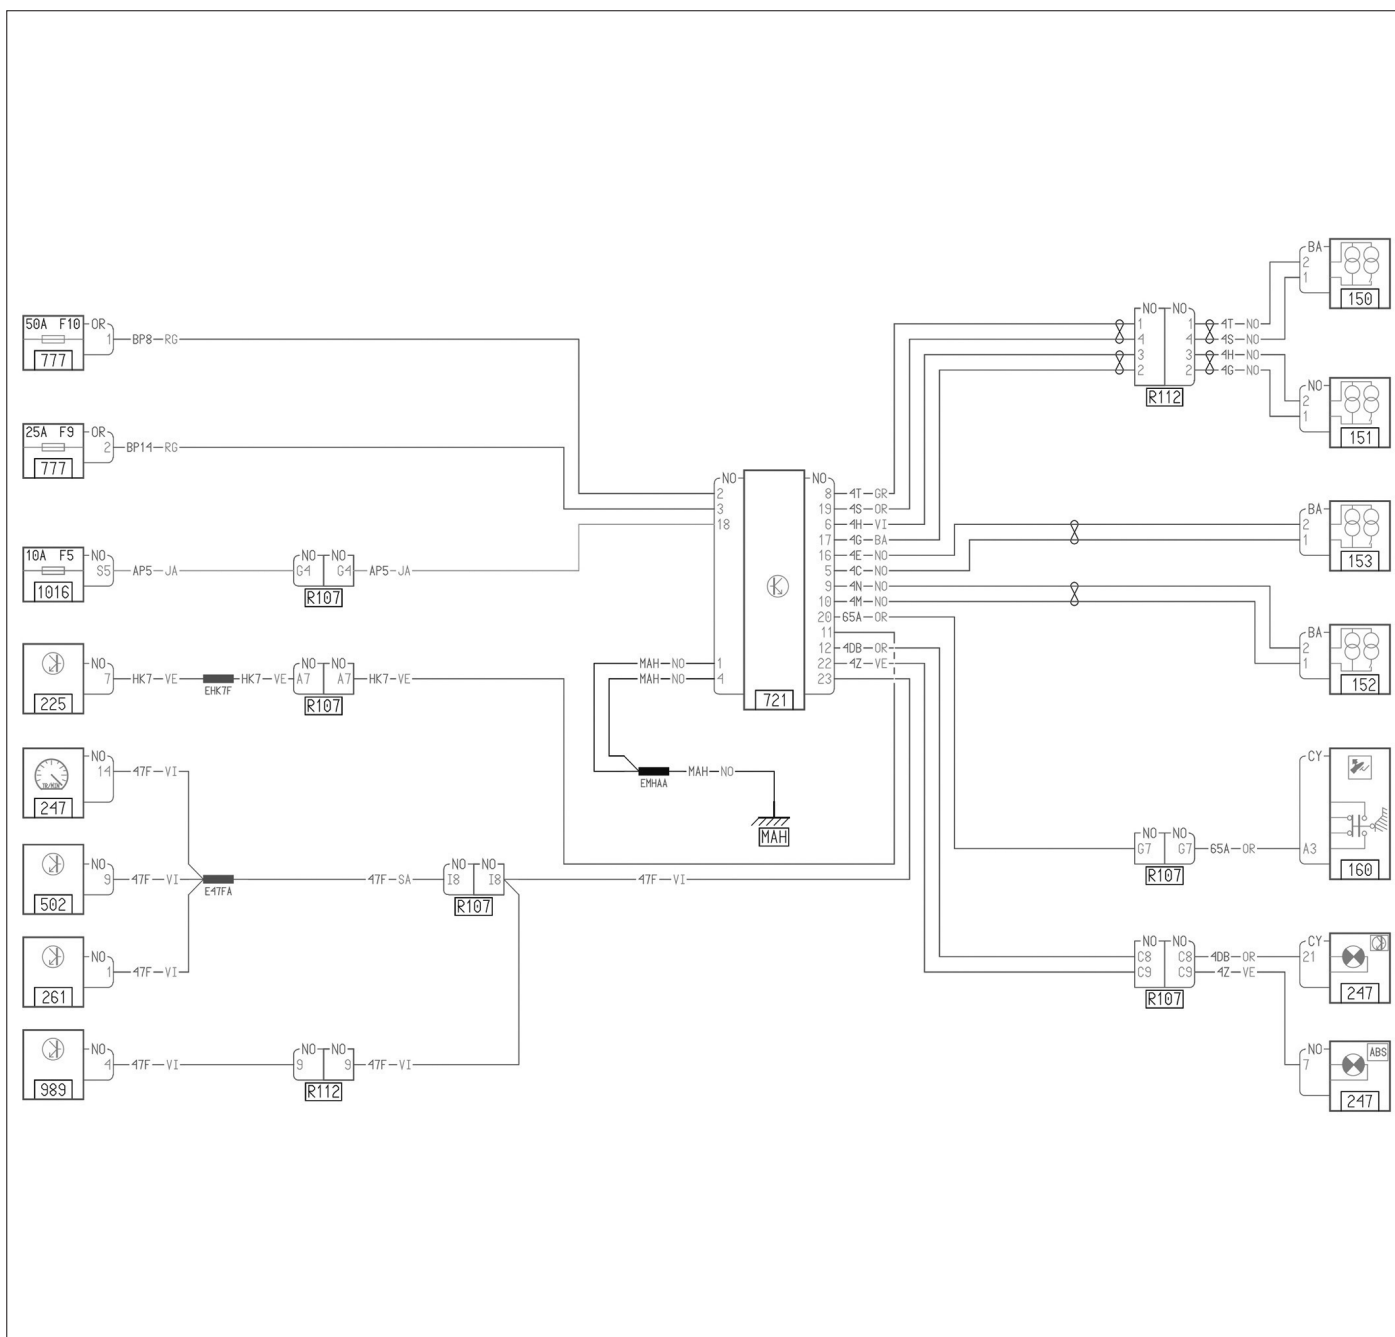 BA
2
1
150
50A F10 OR
1 BP8 RG
777
NO NO
1 1 4T NO
4 4 4S NO
3 3 4H NO
2 2 4G NO
R112
NO
2
1
151
25A F9 OR
2 BP14 RG
777
NO NO
2 8 4T GR
3 19 4S OR
18 6 4H VI
17 4G BA
16 4E NO
5 4C NO
9 4N NO
10 4M NO
20 65A OR
11
12 4DB OR
MAH NO 1 22 4Z VE
MAH NO 4 23
721
BA
2
1
153
10A F5 NO
S5 AP5 JA
1016
NO NO
G4 G4 AP5 JA
R107
BA
2
1
152
NO
7 HK7 VE
225
EHK7F
HK7 VE
NO NO
A7 A7 HK7 VE
R107
NO
14 47F VI
TR/MIN
247
EMHAA
MAH NO
MAH
CY
A3
160
NO NO
G7 G7 65A OR
R107
NO
9 47F VI
502
E47FA
47F SA
NO NO
I8 I8
R107
47F VI
NO
1 47F VI
261
NO NO
C8 C8 4DB OR
C9 C9 4Z VE
R107
CY
21
247
NO
4 47F VI
989
NO NO
9 9 47F VI
R112
NO
7
ABS
247